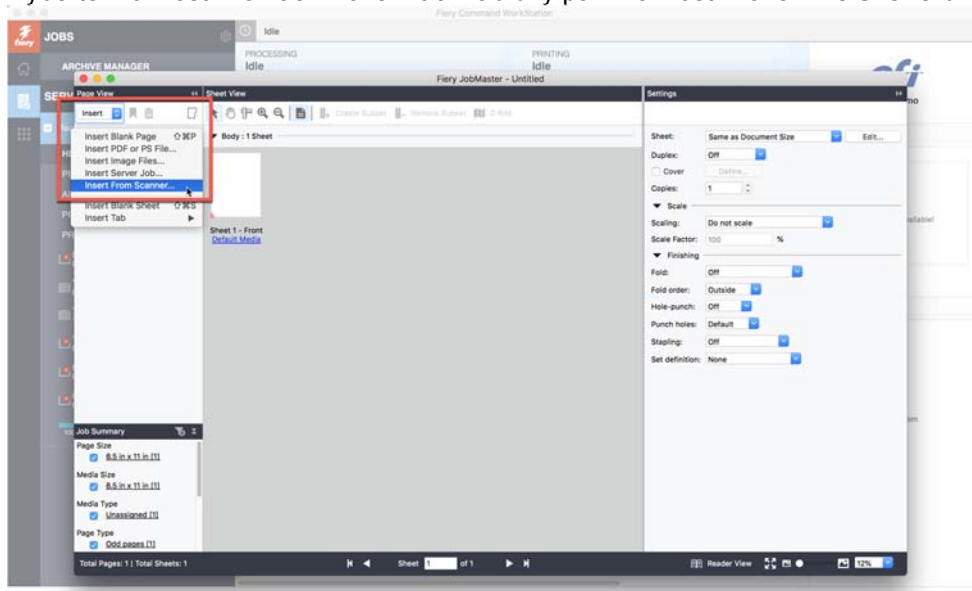 Fiery Command WorkStation
fiery
JOBS
Idle
PROCESSING
Idle
PRINTING
Idle
ARCHIVE MANAGER
efi
Fiery JobMaster - Untitled
Page View
Sheet View
Settings
Insert
Create Subset
Remove Subset
Z-fold
Insert Blank Page ⇧⌘P
Insert PDF or PS File...
Insert Image Files...
Insert Server Job...
Insert From Scanner...
Insert Blank Sheet ⇧⌘S
Insert Tab
Body : 1 Sheet
Sheet 1 - Front
Default Media
Sheet: Same as Document Size Edit...
Duplex: Off
Cover Define...
Copies: 1
Scale
Scaling: Do not scale
Scale Factor: 100 %
Finishing
Fold: Off
Fold order: Outside
Hole-punch: Off
Punch holes: Default
Stapling: Off
Set definition: None
Job Summary
Page Size
8.5 in x 11 in [1]
Media Size
8.5 in x 11 in [1]
Media Type
Unassigned [1]
Page Type
Odd pages [1]
Total Pages: 1 | Total Sheets: 1
Sheet 1 of 1
Reader View
12%